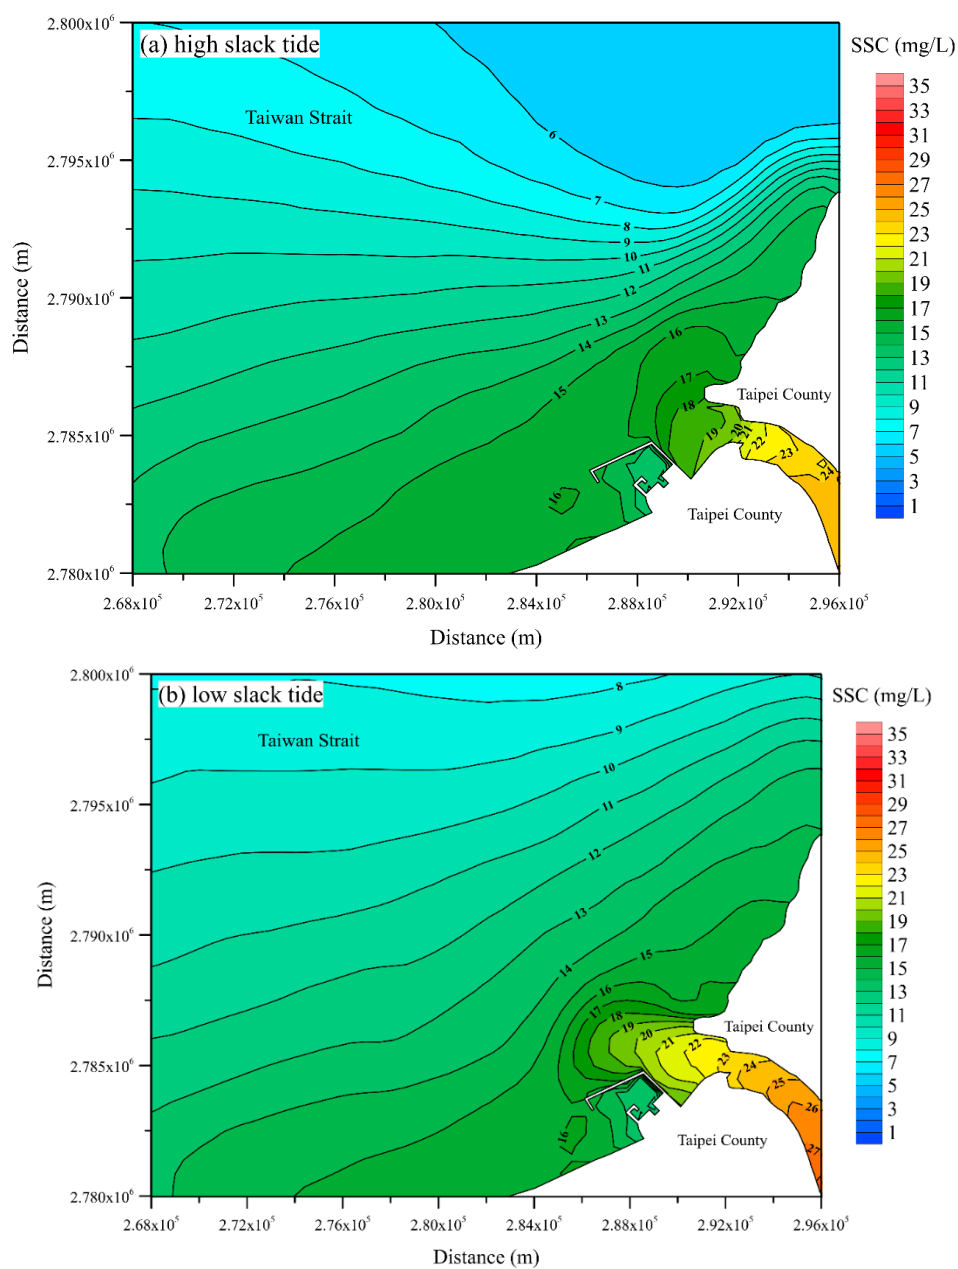 (a) high slack tide
SSC (mg/L)
Taiwan Strait
Taipei County
Taipei County
2.800x10⁶
2.795x10⁶
2.790x10⁶
2.785x10⁶
2.780x10⁶
Distance (m)
2.68x10⁵ 2.72x10⁵ 2.76x10⁵ 2.80x10⁵ 2.84x10⁵ 2.88x10⁵ 2.92x10⁵ 2.96x10⁵
Distance (m)
6
7
8
9
10
11
12
13
14
15
16
17
18
19
20
21
22
23
24
16
35
33
31
29
27
25
23
21
19
17
15
13
11
9
7
5
3
1
(b) low slack tide
SSC (mg/L)
Taiwan Strait
Taipei County
Taipei County
2.800x10⁶
2.795x10⁶
2.790x10⁶
2.785x10⁶
2.780x10⁶
Distance (m)
2.68x10⁵ 2.72x10⁵ 2.76x10⁵ 2.80x10⁵ 2.84x10⁵ 2.88x10⁵ 2.92x10⁵ 2.96x10⁵
Distance (m)
8
9
10
11
12
13
14
15
16
17
18
19
20
21
22
23
24
25
26
27
16
35
33
31
29
27
25
23
21
19
17
15
13
11
9
7
5
3
1